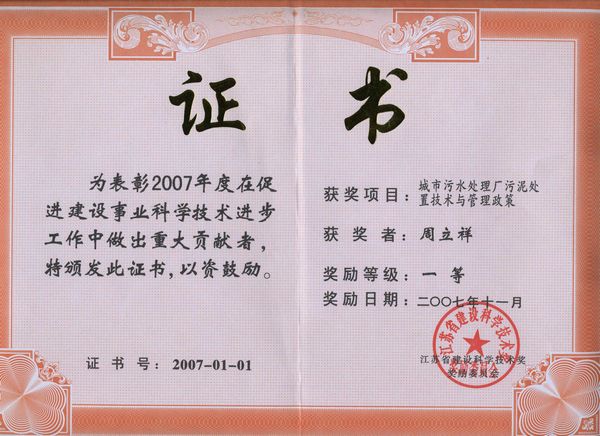 证书
为表彰2007年度在促
进建设事业科学技术进步
工作中做出重大贡献者，
特颁发此证书，以资鼓励。
证 书 号：2007-01-01
获奖项目：城市污水处理厂污泥处
置技术与管理政策
获 奖 者：周立祥
奖励等级：一 等
奖励日期：二〇〇七年十一月
江苏省建设科学技术奖
奖励委员会